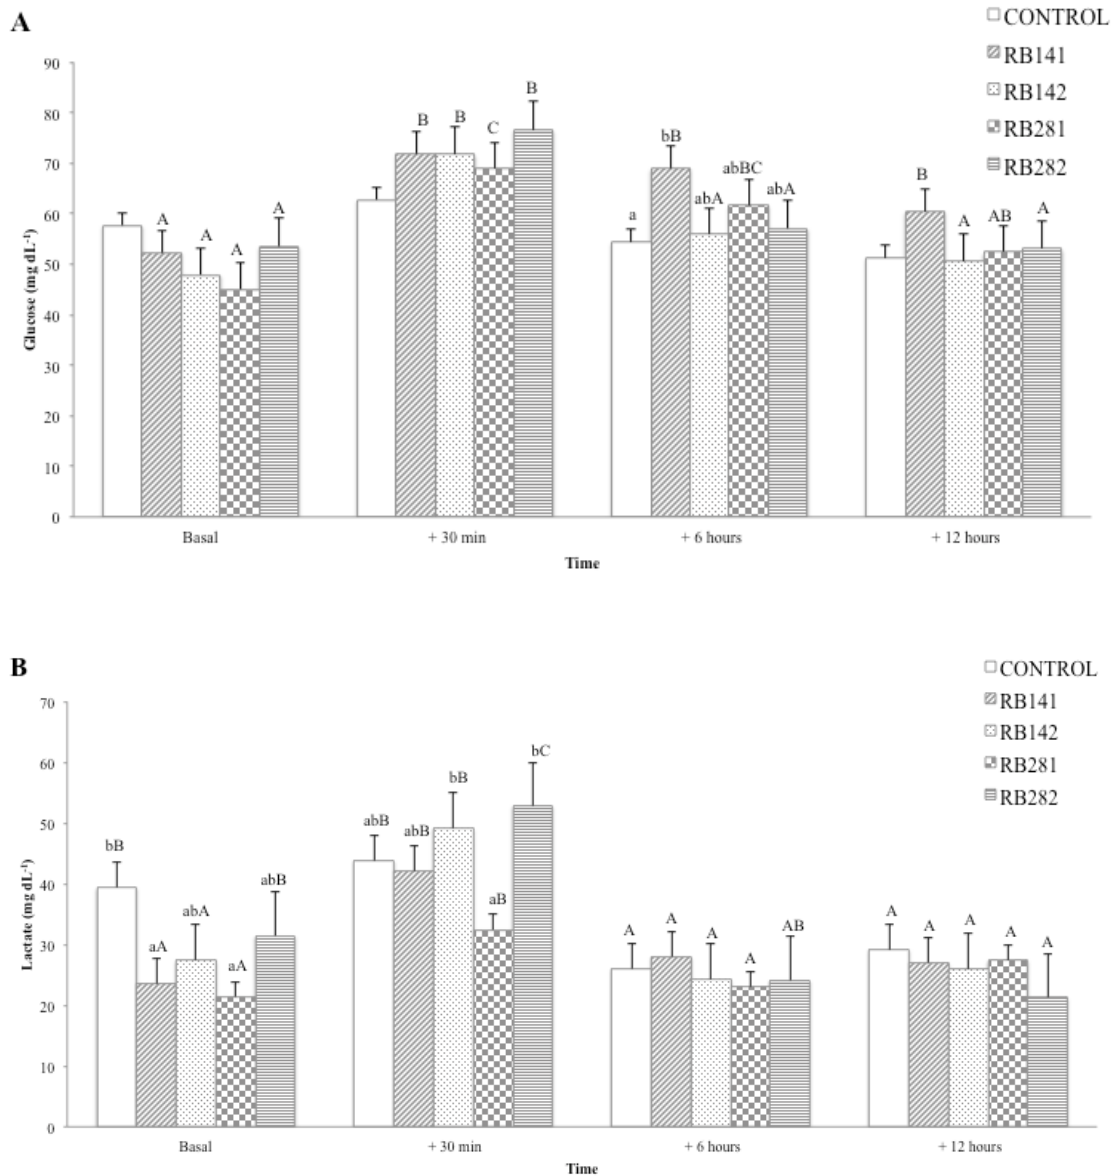 A
CONTROL
RB141
RB142
RB281
RB282
90
80
70
60
50
40
30
20
10
0
Glucose (mg dL-1)
A A A A
B B C B
a bB abA abBC abA
B A AB A
Basal + 30 min + 6 hours + 12 hours
Time
B
CONTROL
RB141
RB142
RB281
RB282
70
60
50
40
30
20
10
0
Lactate (mg dL-1)
bB aA abA aA abB
abB abB bB aB bC
A A A A AB
A A A A A
Basal + 30 min + 6 hours + 12 hours
Time